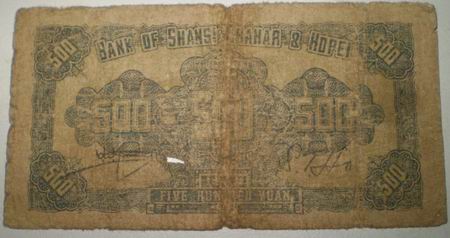 500 BANK OF SHANSI CHAHAR & HOPEI 500
500 500 500
500 FIVE HUNDRED YUAN 500